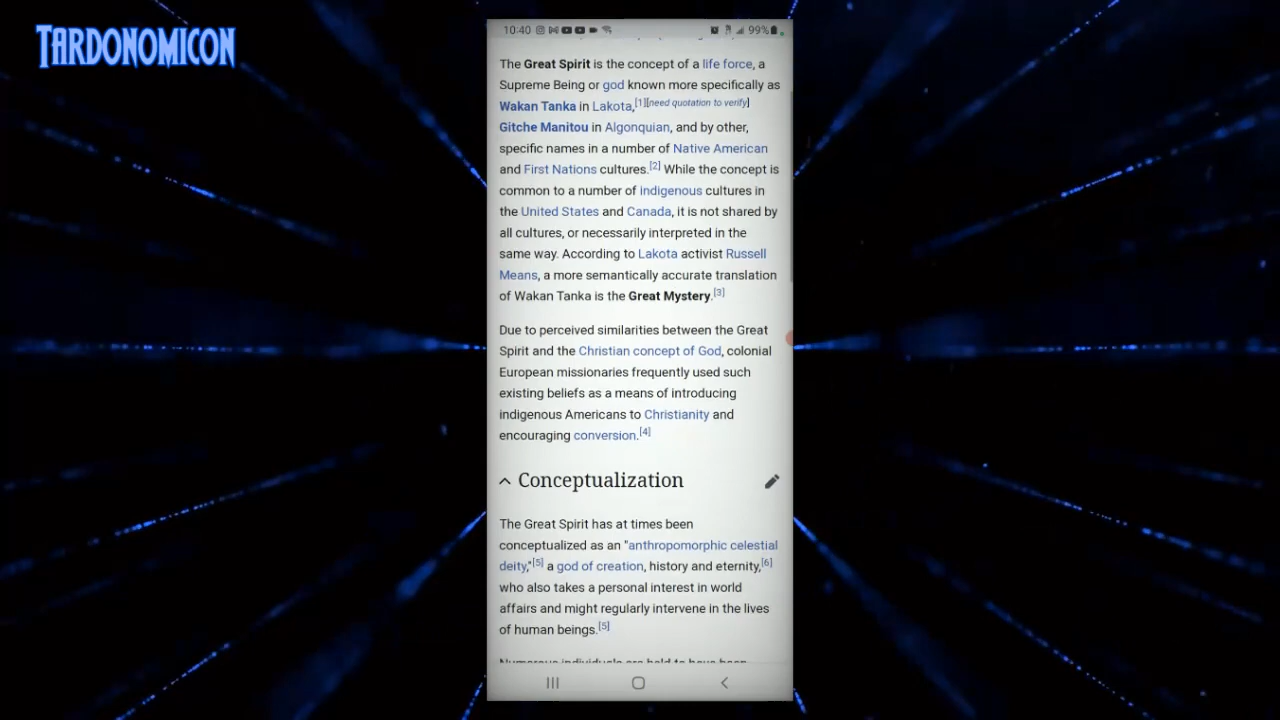 TARDONOMICON
10:40
99%
The Great Spirit is the concept of a life force, a
Supreme Being or god known more specifically as
Wakan Tanka in Lakota,[1][need quotation to verify]
Gitche Manitou in Algonquian, and by other,
specific names in a number of Native American
and First Nations cultures.[2] While the concept is
common to a number of indigenous cultures in
the United States and Canada, it is not shared by
all cultures, or necessarily interpreted in the
same way. According to Lakota activist Russell
Means, a more semantically accurate translation
of Wakan Tanka is the Great Mystery.[3]
Due to perceived similarities between the Great
Spirit and the Christian concept of God, colonial
European missionaries frequently used such
existing beliefs as a means of introducing
indigenous Americans to Christianity and
encouraging conversion.[4]
Conceptualization
The Great Spirit has at times been
conceptualized as an "anthropomorphic celestial
deity,"[5] a god of creation, history and eternity,[6]
who also takes a personal interest in world
affairs and might regularly intervene in the lives
of human beings.[5]
Numerous individuals are held to have been